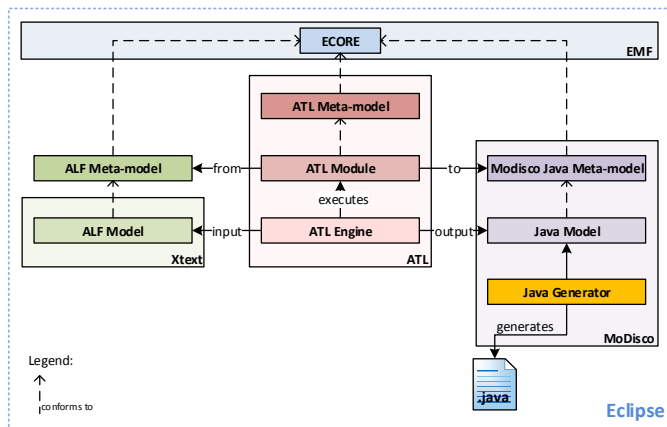 ECORE
EMF
ATL Meta-model
ALF Meta-model
from
ATL Module
to
Modisco Java Meta-model
executes
ALF Model
input
ATL Engine
output
Java Model
Xtext
ATL
Java Generator
generates
MoDisco
Legend:
.java
conforms to
Eclipse